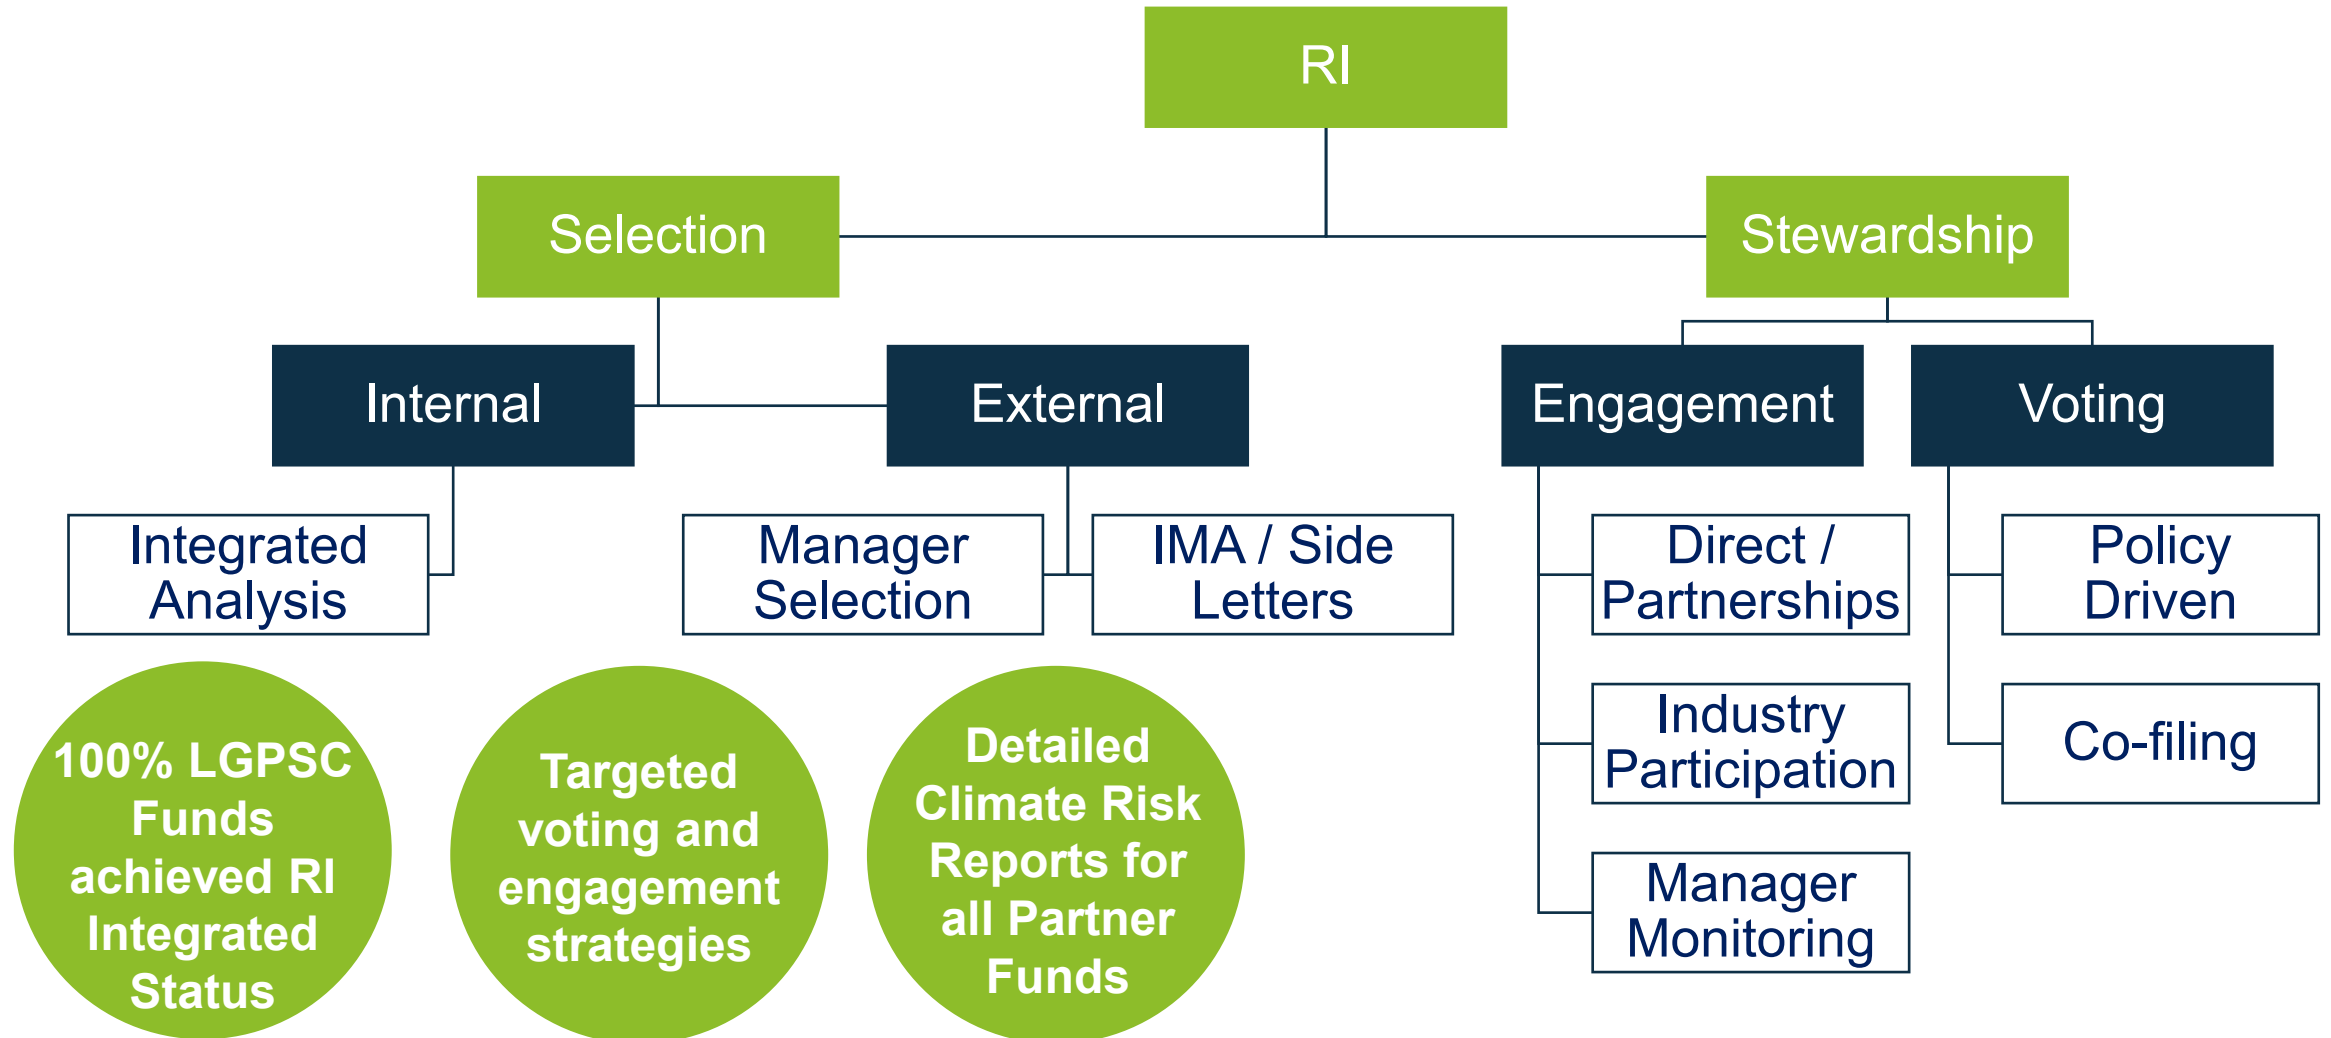 RI
Selection
Stewardship
Internal
External
Engagement
Voting
Integrated
Analysis
Manager
Selection
IMA / Side
Letters
Direct /
Partnerships
Policy
Driven
Industry
Participation
Co-filing
Manager
Monitoring
100% LGPSC
Funds
achieved RI
Integrated
Status
Targeted
voting and
engagement
strategies
Detailed
Climate Risk
Reports for
all Partner
Funds